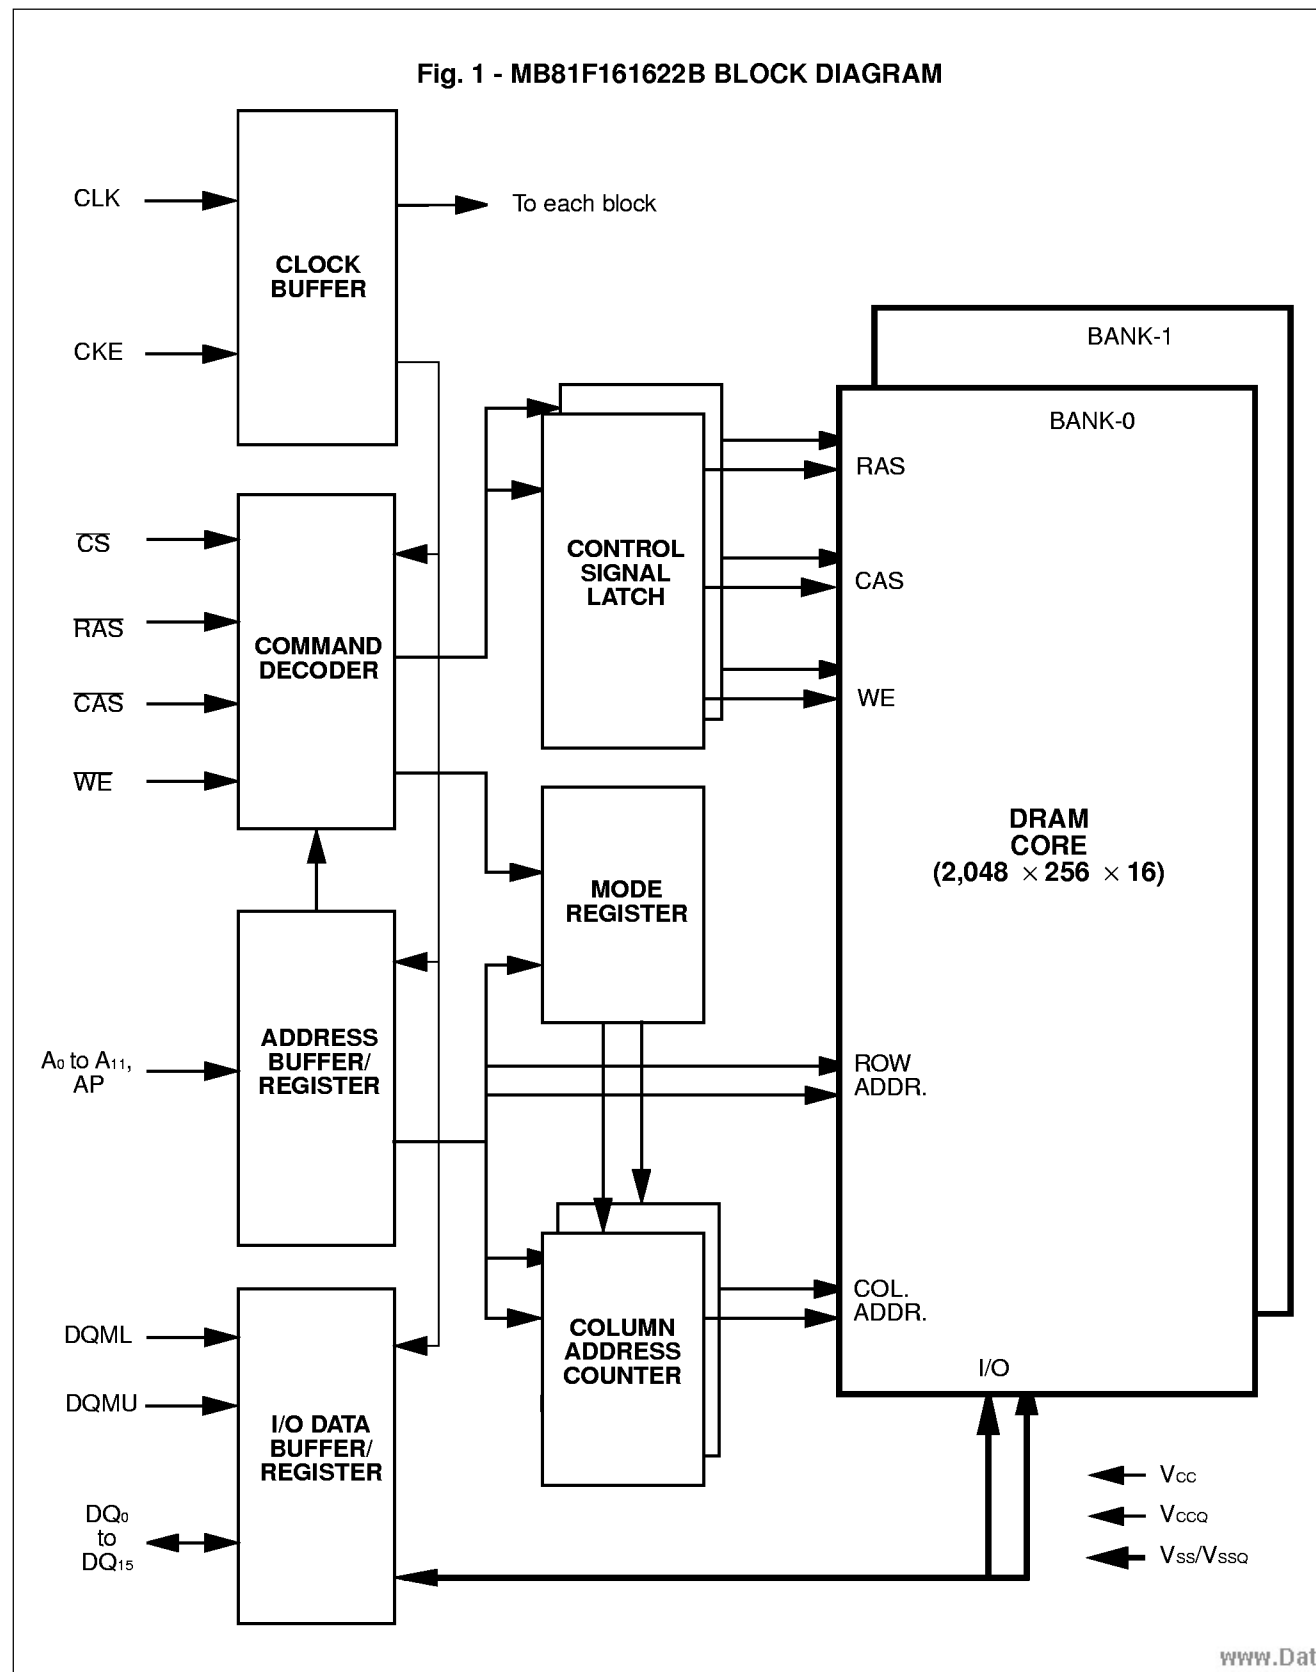 Fig. 1 - MB81F161622B BLOCK DIAGRAM
CLK
To each block
CLOCK
BUFFER
CKE
BANK-1
BANK-0
RAS
CS
CONTROL
SIGNAL
LATCH
CAS
RAS
COMMAND
DECODER
CAS
WE
WE
DRAM
CORE
(2,048 × 256 × 16)
MODE
REGISTER
ADDRESS
BUFFER/
REGISTER
A0 to A11,
AP
ROW
ADDR.
COL.
ADDR.
DQML
COLUMN
ADDRESS
COUNTER
I/O
DQMU
I/O DATA
BUFFER/
REGISTER
VCC
DQ0
to
DQ15
VCCQ
VSS/VSSQ
www.Dat